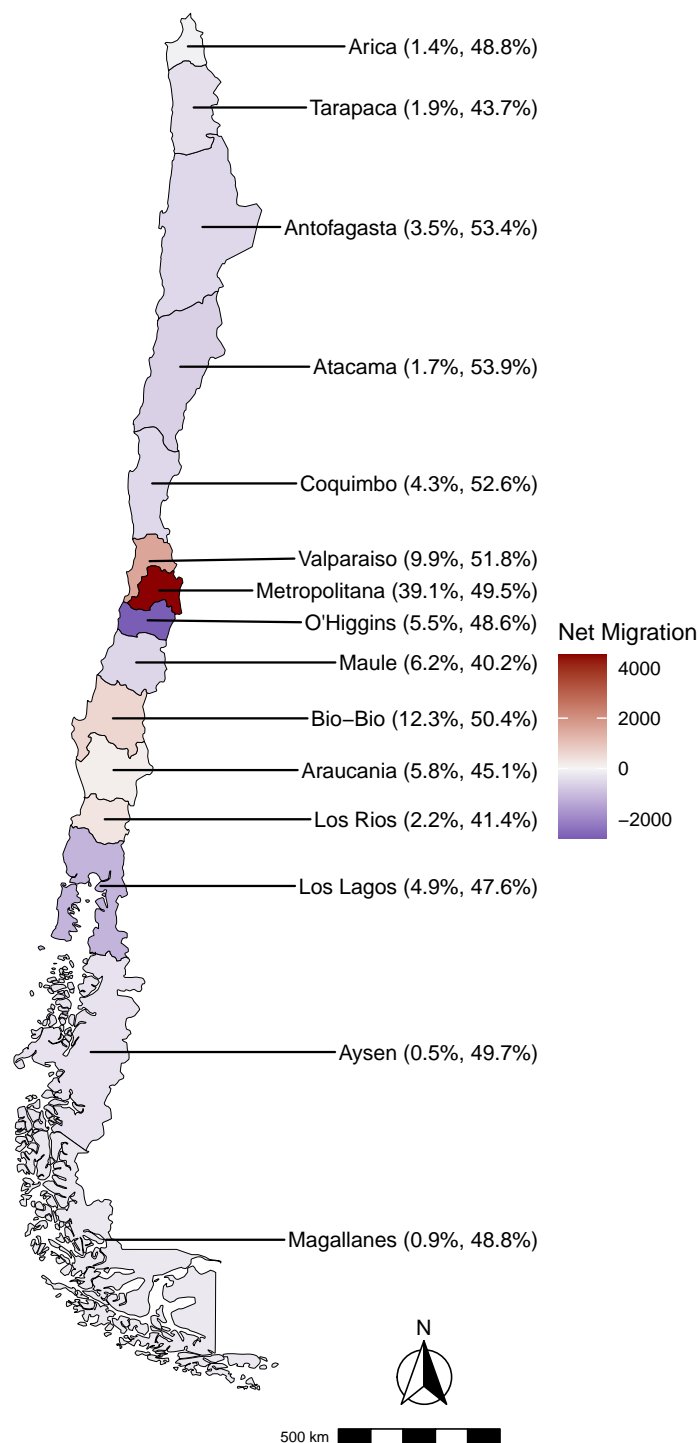 Arica (1.4%, 48.8%)
Tarapaca (1.9%, 43.7%)
Antofagasta (3.5%, 53.4%)
Atacama (1.7%, 53.9%)
Coquimbo (4.3%, 52.6%)
Valparaiso (9.9%, 51.8%)
Metropolitana (39.1%, 49.5%)
O'Higgins (5.5%, 48.6%)
Maule (6.2%, 40.2%)
Bio−Bio (12.3%, 50.4%)
Araucania (5.8%, 45.1%)
Los Rios (2.2%, 41.4%)
Los Lagos (4.9%, 47.6%)
Aysen (0.5%, 49.7%)
Magallanes (0.9%, 48.8%)
Net Migration
4000
2000
0
−2000
N
500 km